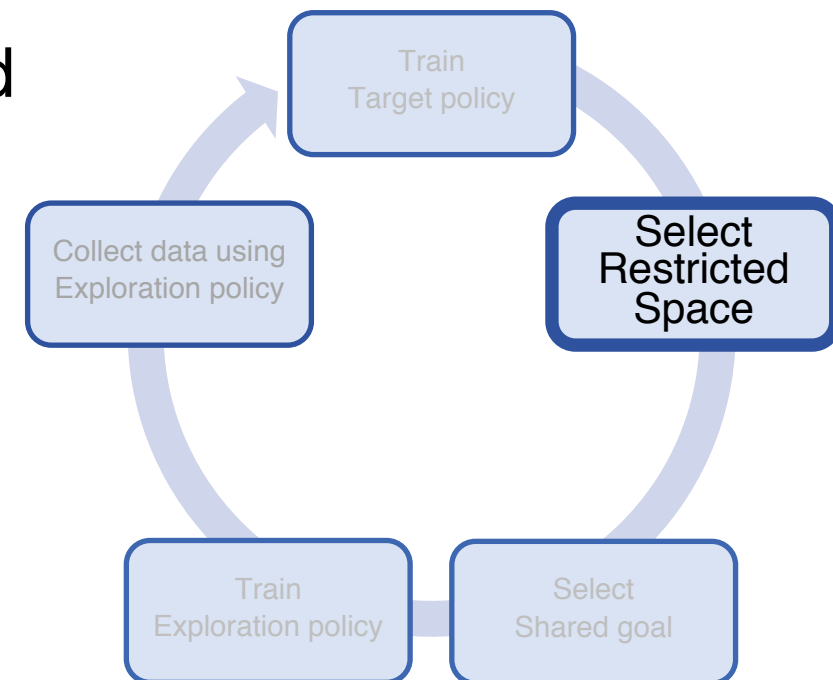 d
Train
Target policy
Select
Restricted
Space
Collect data using
Exploration policy
Train
Exploration policy
Select
Shared goal